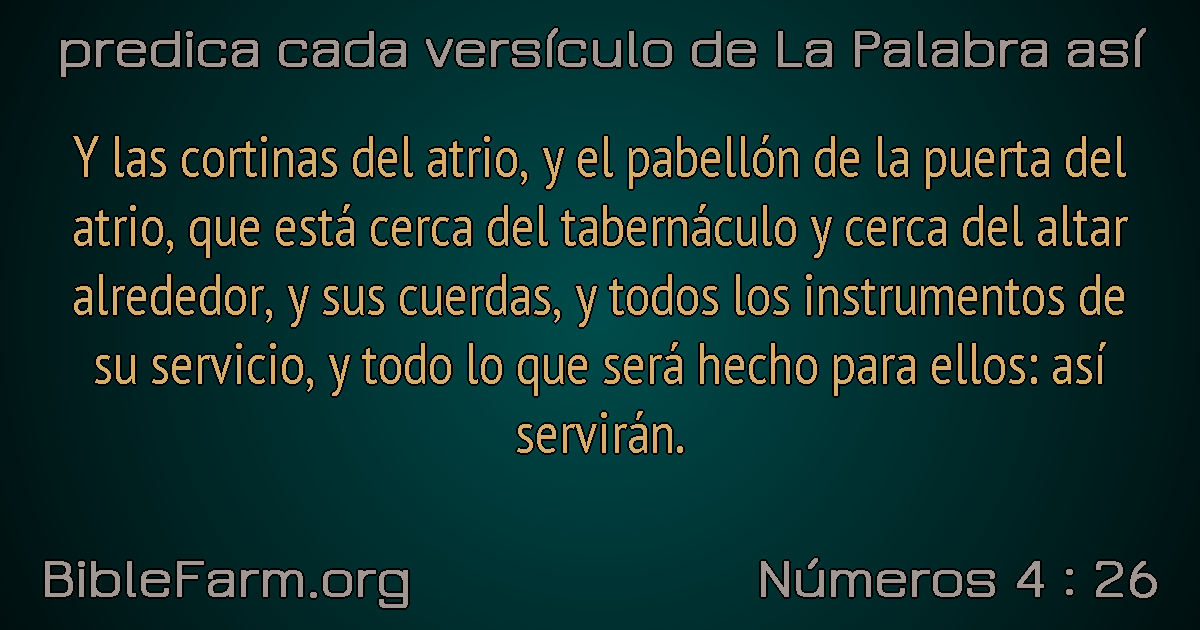 predica cada versículo de La Palabra así
Y las cortinas del atrio, y el pabellón de la puerta del
atrio, que está cerca del tabernáculo y cerca del altar
alrededor, y sus cuerdas, y todos los instrumentos de
su servicio, y todo lo que será hecho para ellos: así
servirán.
BibleFarm.org
Números 4 : 26